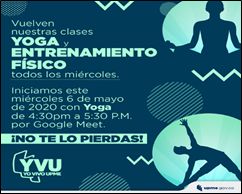 Vuelven
nuestras clases
YOGA y
ENTRENAMIENTO
FÍSICO
todos los miércoles.
Iniciamos este
miércoles 6 de mayo
de 2020 con Yoga
de 4:30pm a 5:30 P.M.
por Google Meet.
¡NO TE LO PIERDAS!
YVU
YO VIVO UPME